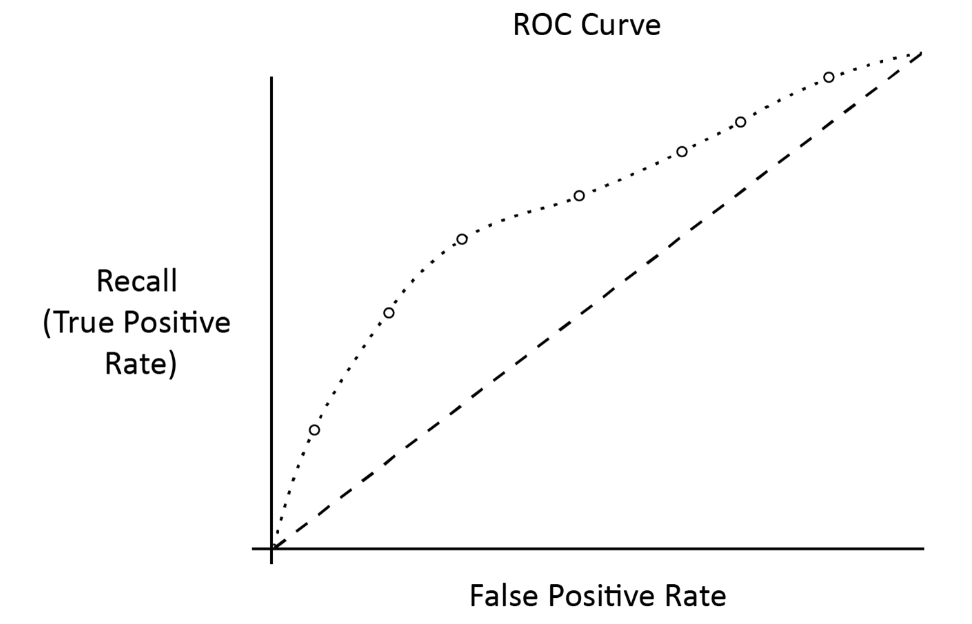 ROC Curve
Recall
(True Positive
Rate)
False Positive Rate